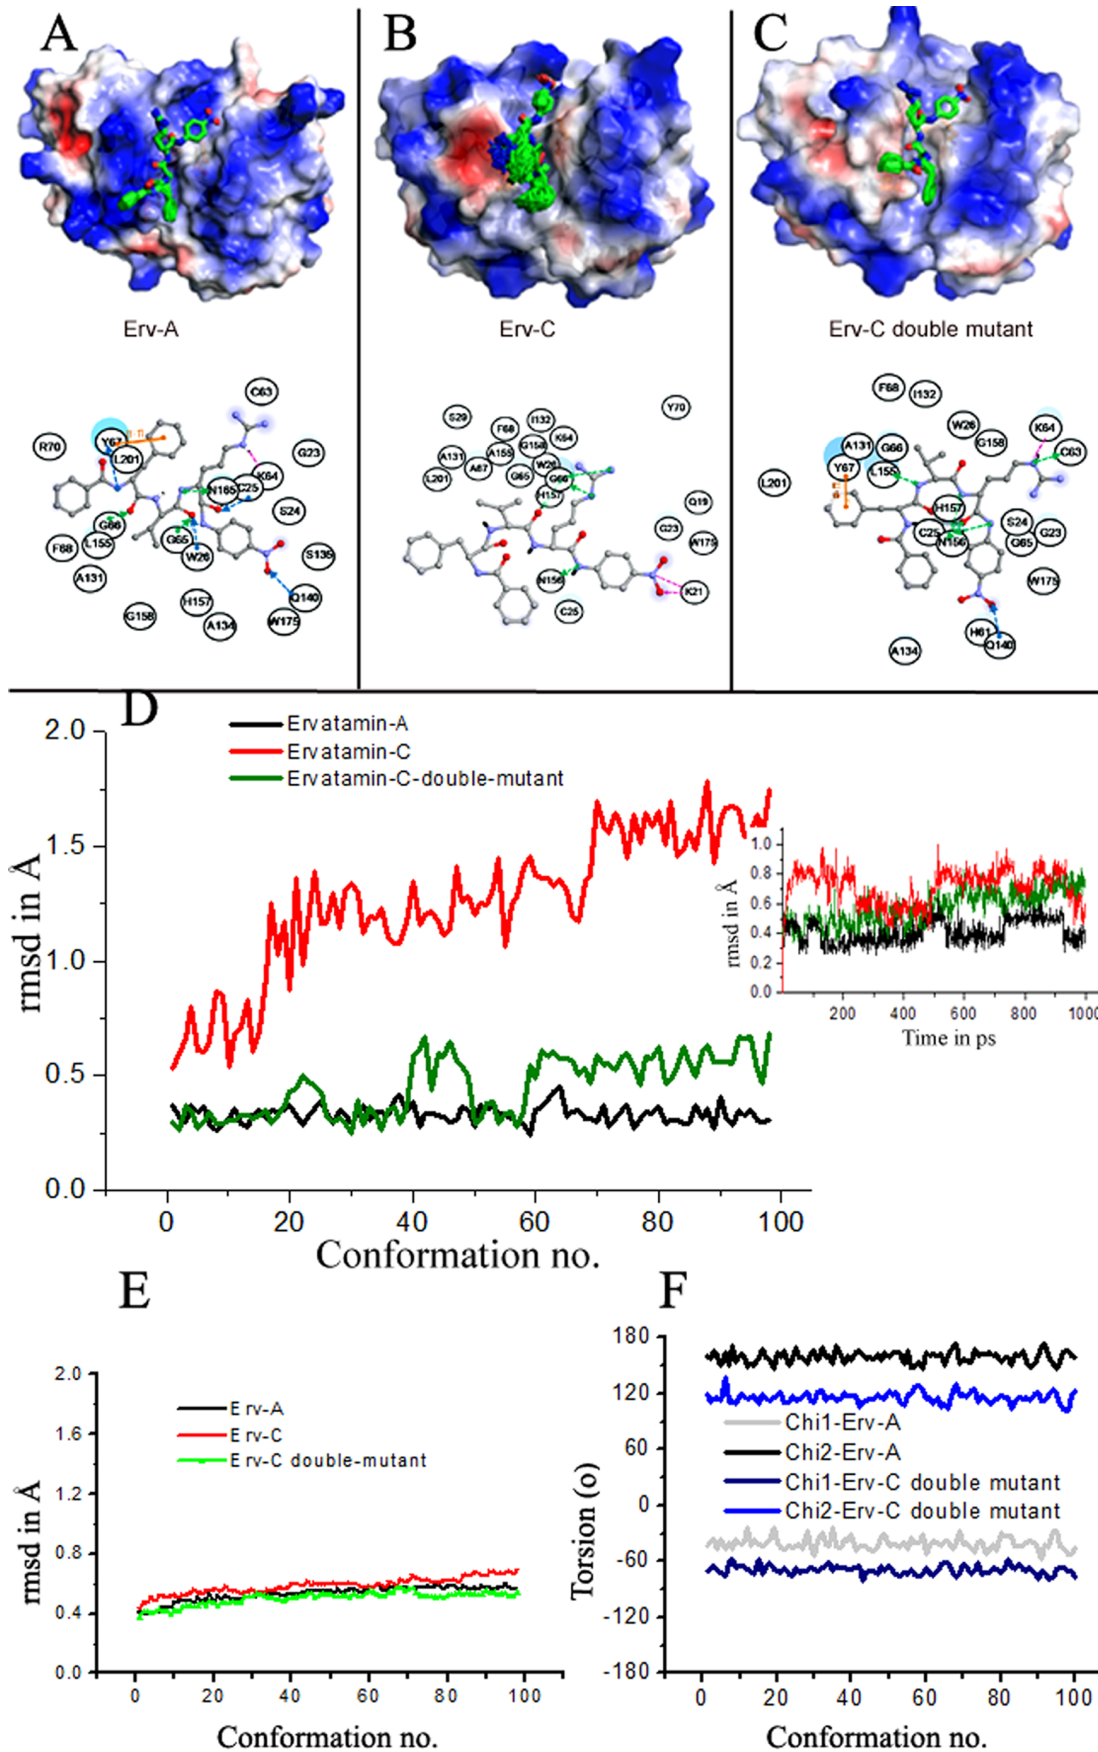 A
B
C
Erv-A
Erv-C
Erv-C double mutant
C63
R70
Y67
π-π
L201
G23
K64
N165
C25
S24
G66
G65
F68
L155
W26
S135
A131
Q140
H157
G158
A134
W175
S29
F68
I132
Y70
K64
G158
A131
A155
W26
A67
G65
G66
L201
H157
Q19
G23
W175
N156
K21
C25
F68
I132
W26
K64
A131
G66
G158
C63
Y67
L155
L201
π-π
H157
S24
C25
G23
N156
G65
W175
H61
Q140
A134
D
Ervatamin-A
Ervatamin-C
Ervatamin-C-double-mutant
2.0
1.5
1.0
0.5
0.0
rmsd in Å
0
20
40
60
80
100
Conformation no.
1.0
0.8
0.6
0.4
0.2
0.0
rmsd in Å
200
400
600
800
1000
Time in ps
E
2.0
1.6
1.2
0.8
0.4
0.0
rmsd in Å
Erv-A
Erv-C
Erv-C double-mutant
0
20
40
60
80
100
Conformation no.
F
180
120
60
0
-60
-120
-180
Torsion (o)
Chi1-Erv-A
Chi2-Erv-A
Chi1-Erv-C double mutant
Chi2-Erv-C double mutant
0
20
40
60
80
100
Conformation no.